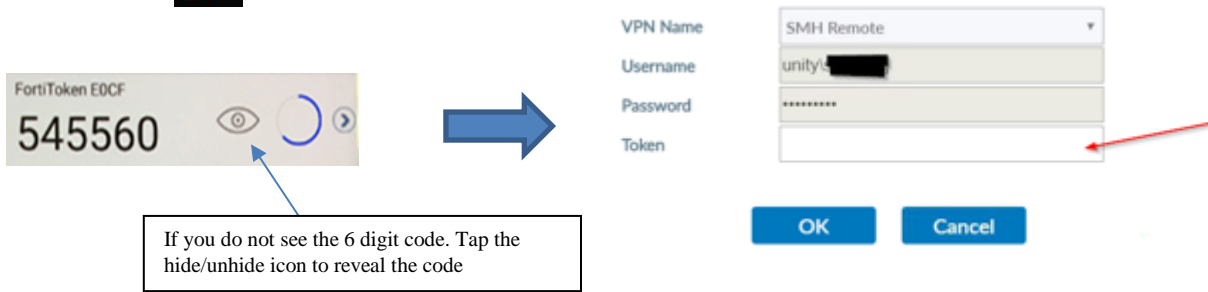 FortiToken E0CF
545560
If you do not see the 6 digit code. Tap the
hide/unhide icon to reveal the code
VPN Name SMH Remote
Username unity\
Password *********
Token
OK Cancel